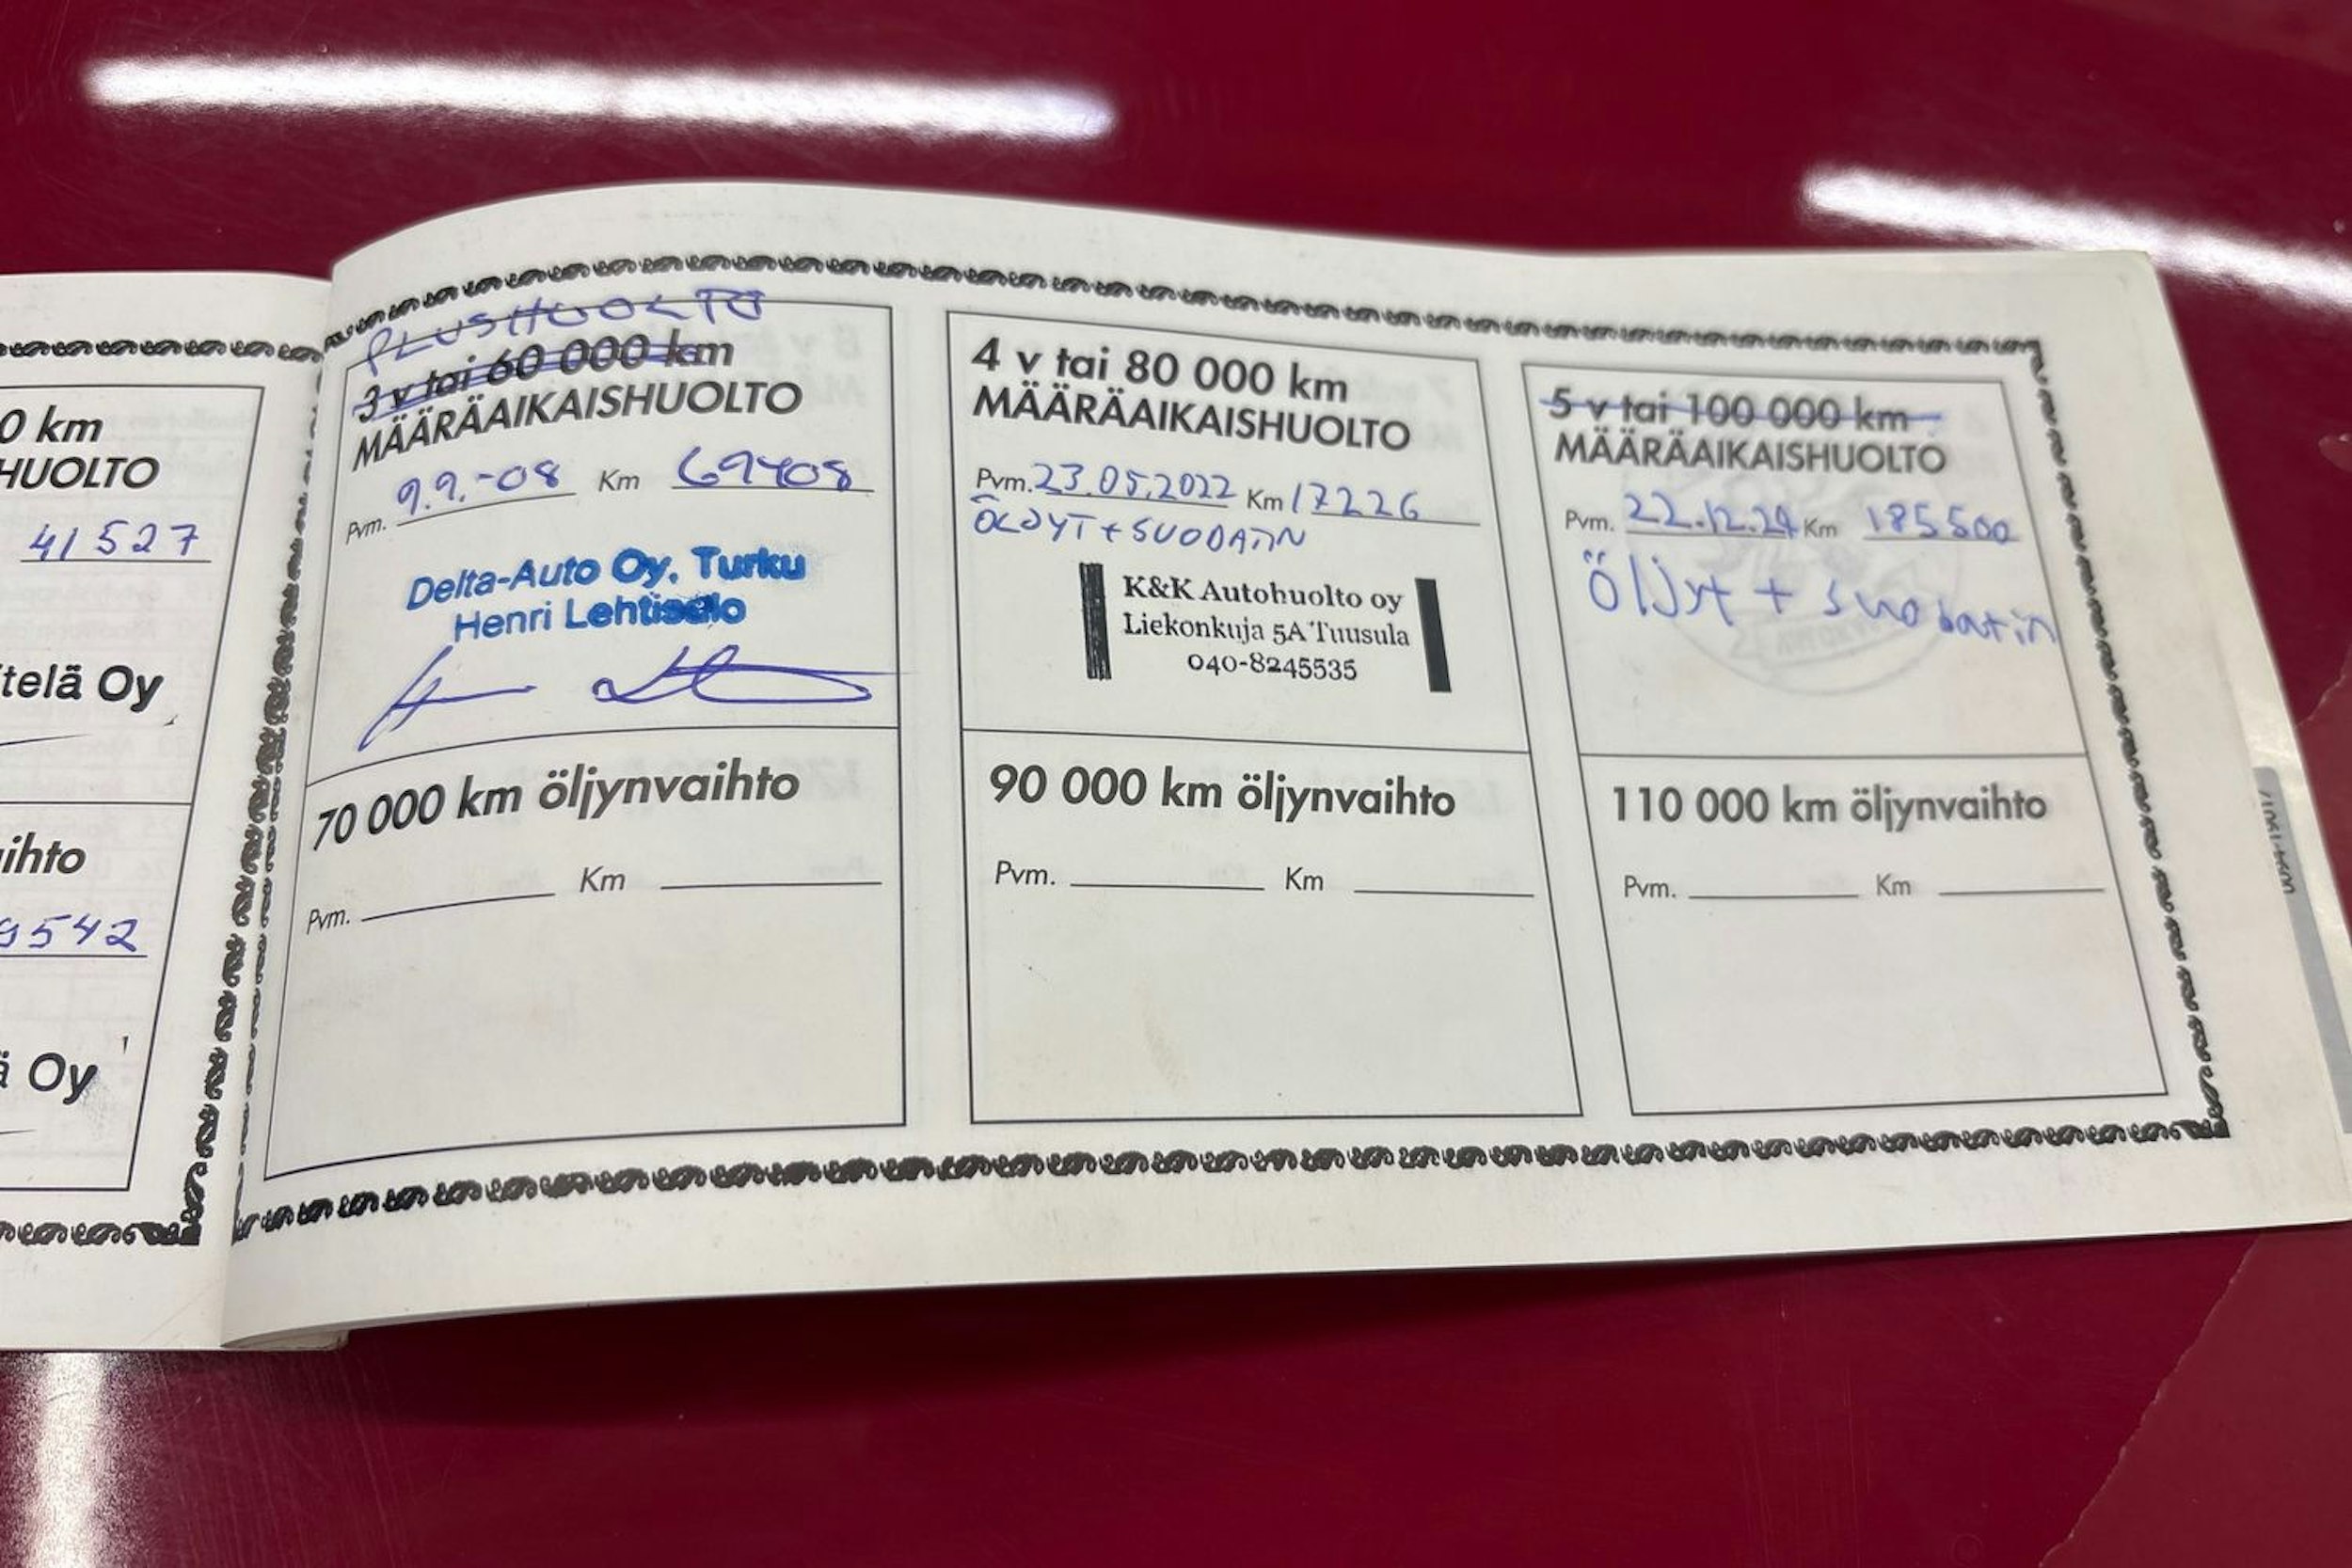 0 km
HUOLTO
41527
telä Oy
ihto
9542
ä Oy
PLUSHUOLTO
3 v tai 60 000 km
MÄÄRÄAIKAISHUOLTO
Pvm. 9.9.-08 Km 69408
Delta-Auto Oy, Turku
Henri Lehtisalo
70 000 km öljynvaihto
Pvm. Km
4 v tai 80 000 km
MÄÄRÄAIKAISHUOLTO
Pvm. 23.05.2022 Km 17226
ÖLJYT + SUODATIN
K&K Autohuolto oy
Liekonkuja 5A Tuusula
040-8245535
90 000 km öljynvaihto
Pvm. Km
5 v tai 100 000 km
MÄÄRÄAIKAISHUOLTO
Pvm. 22.12.24 Km 185500
Öljyt + suodatin
110 000 km öljynvaihto
Pvm. Km